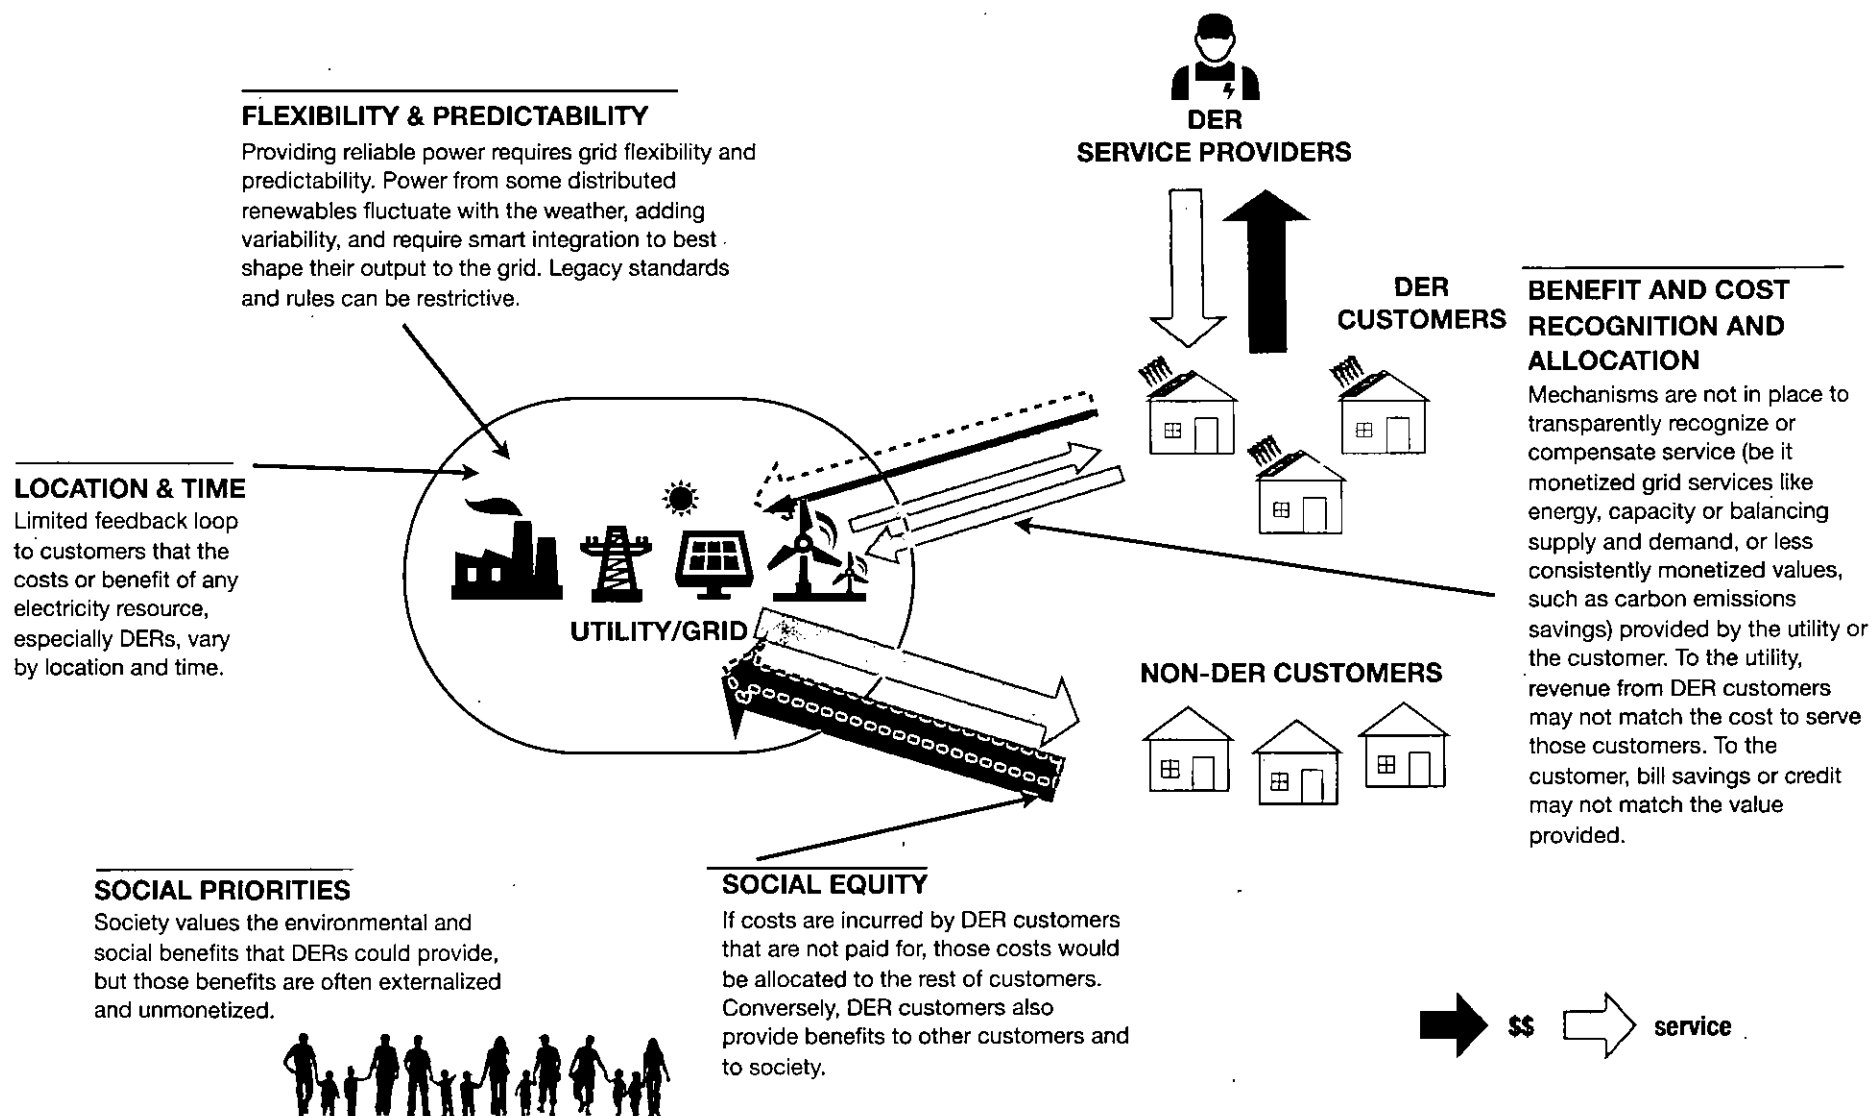 FLEXIBILITY & PREDICTABILITY
Providing reliable power requires grid flexibility and
predictability. Power from some distributed
renewables fluctuate with the weather, adding
variability, and require smart integration to best
shape their output to the grid. Legacy standards
and rules can be restrictive.
DER
SERVICE PROVIDERS
DER
CUSTOMERS
BENEFIT AND COST
RECOGNITION AND
ALLOCATION
Mechanisms are not in place to
transparently recognize or
compensate service (be it
monetized grid services like
energy, capacity or balancing
supply and demand, or less
consistently monetized values,
such as carbon emissions
savings) provided by the utility or
the customer. To the utility,
revenue from DER customers
may not match the cost to serve
those customers. To the
customer, bill savings or credit
may not match the value
provided.
LOCATION & TIME
Limited feedback loop
to customers that the
costs or benefit of any
electricity resource,
especially DERs, vary
by location and time.
UTILITY/GRID
NON-DER CUSTOMERS
SOCIAL PRIORITIES
Society values the environmental and
social benefits that DERs could provide,
but those benefits are often externalized
and unmonetized.
SOCIAL EQUITY
If costs are incurred by DER customers
that are not paid for, those costs would
be allocated to the rest of customers.
Conversely, DER customers also
provide benefits to other customers and
to society.
$$ service